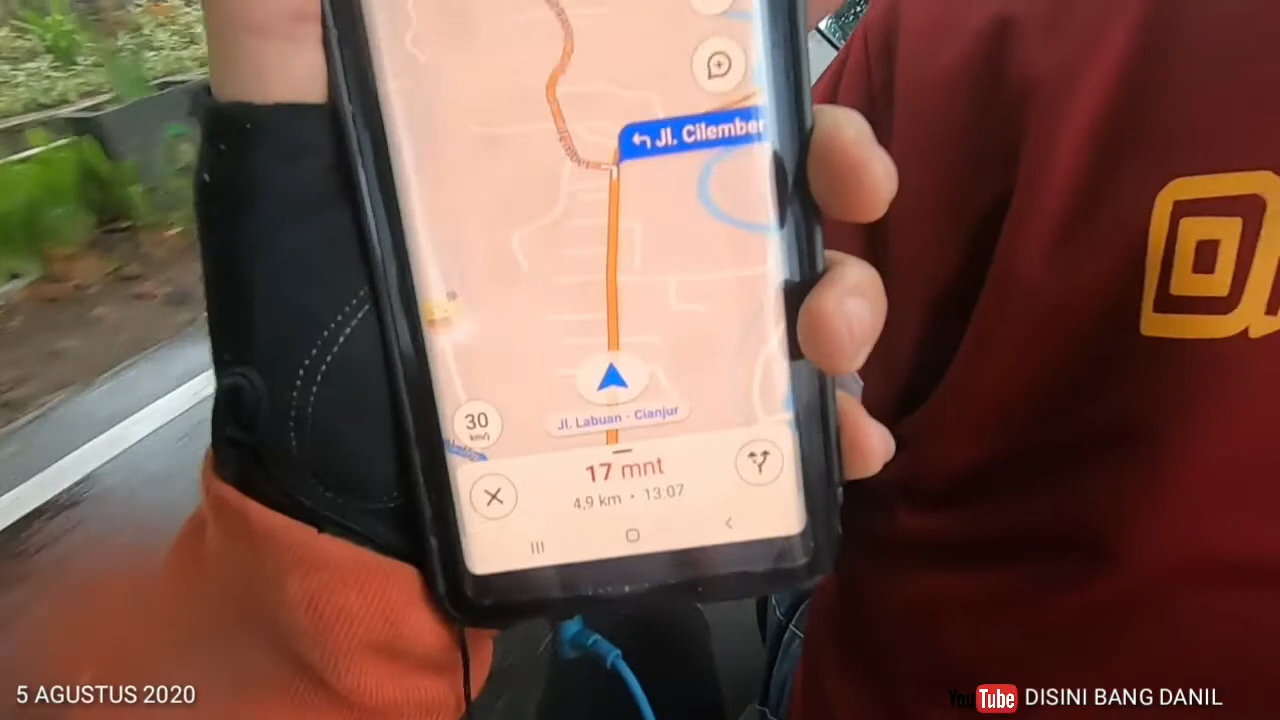 Jl. Cilember
30
km/j
Jl. Labuan - Cianjur
17 mnt
4,9 km • 13:07
5 AGUSTUS 2020
YouTube DISINI BANG DANIL